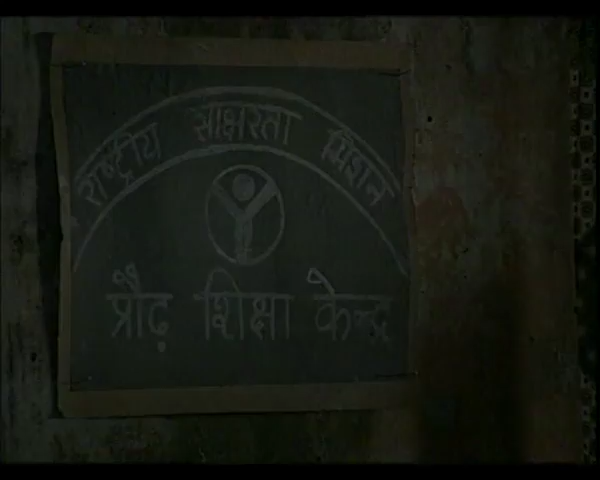 राष्ट्रीय साक्षरता मिशन
प्रौढ़ शिक्षा केन्द्र